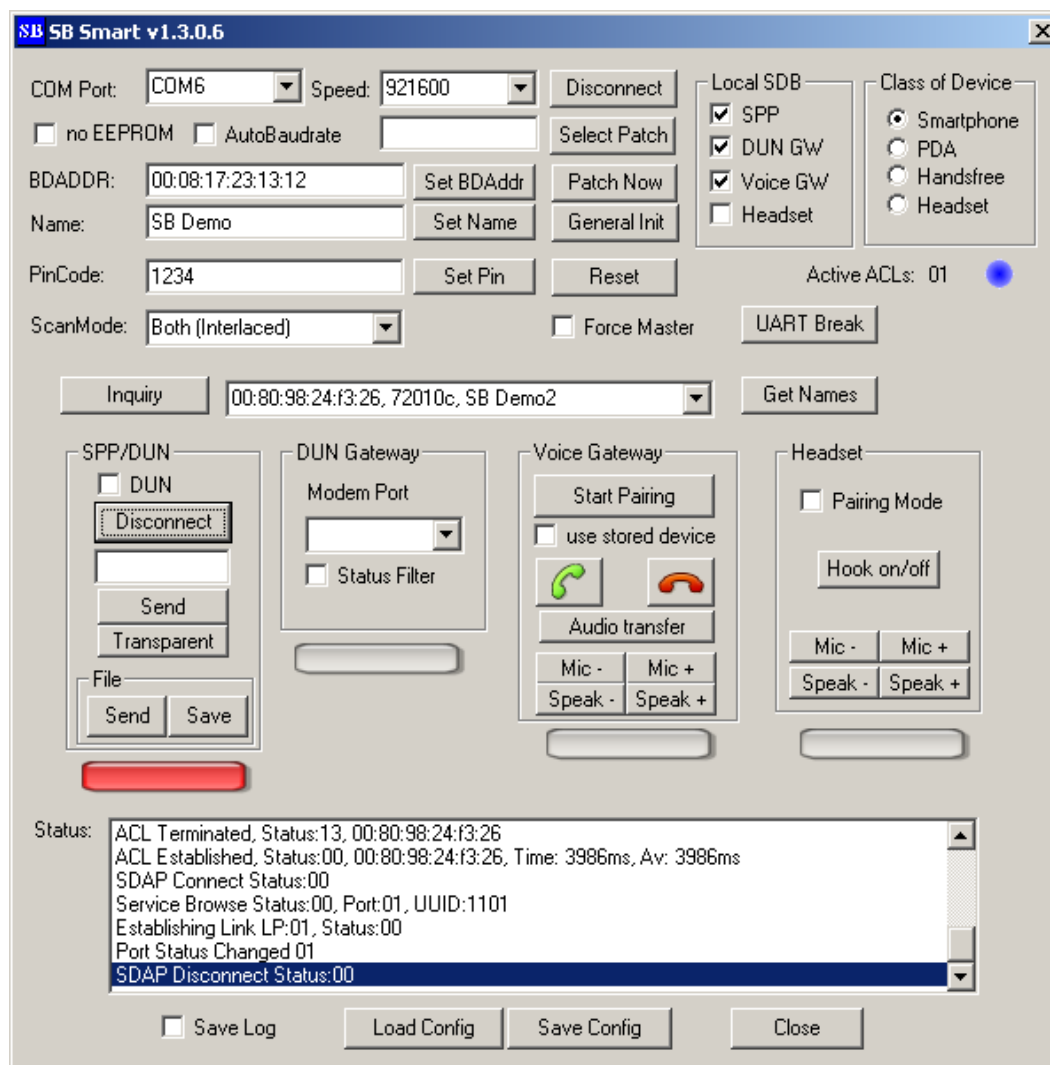 SB SB Smart v1.3.0.6
COM Port: COM6 Speed: 921600 Disconnect
no EEPROM AutoBaudrate Select Patch
BDADDR: 00:08:17:23:13:12 Set BDAddr Patch Now
Name: SB Demo Set Name General Init
PinCode: 1234 Set Pin Reset
ScanMode: Both (Interlaced) Force Master UART Break
Local SDB
SPP
DUN GW
Voice GW
Headset
Class of Device
Smartphone
PDA
Handsfree
Headset
Active ACLs: 01
Inquiry 00:80:98:24:f3:26, 72010c, SB Demo2 Get Names
SPP/DUN
DUN
Disconnect
Send
Transparent
File
Send Save
DUN Gateway
Modem Port
Status Filter
Voice Gateway
Start Pairing
use stored device
Audio transfer
Mic - Mic +
Speak - Speak +
Headset
Pairing Mode
Hook on/off
Mic - Mic +
Speak - Speak +
Status:
ACL Terminated, Status:13, 00:80:98:24:f3:26
ACL Established, Status:00, 00:80:98:24:f3:26, Time: 3986ms, Av: 3986ms
SDAP Connect Status:00
Service Browse Status:00, Port:01, UUID:1101
Establishing Link LP:01, Status:00
Port Status Changed 01
SDAP Disconnect Status:00
Save Log Load Config Save Config Close